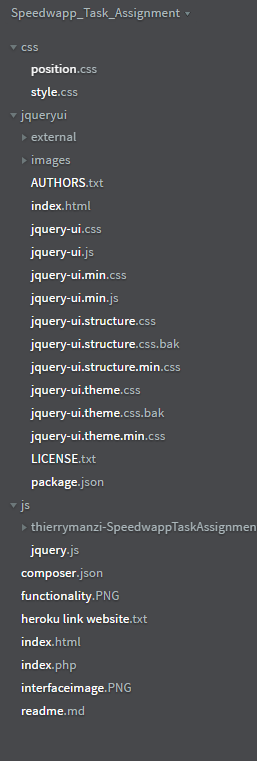 Speedwapp_Task_Assignment
css
position.css
style.css
jqueryui
external
images
AUTHORS.txt
index.html
jquery-ui.css
jquery-ui.js
jquery-ui.min.css
jquery-ui.min.js
jquery-ui.structure.css
jquery-ui.structure.css.bak
jquery-ui.structure.min.css
jquery-ui.theme.css
jquery-ui.theme.css.bak
jquery-ui.theme.min.css
LICENSE.txt
package.json
js
thierrymanzi-SpeedwappTaskAssignmen
jquery.js
composer.json
functionality.PNG
heroku link website.txt
index.html
index.php
interfaceimage.PNG
readme.md